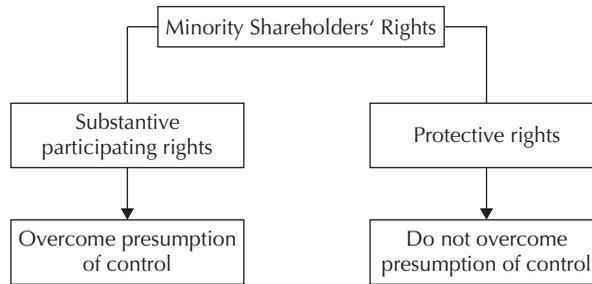 Minority Shareholders‘ Rights
Substantive
participating rights
Protective rights
Overcome presumption
of control
Do not overcome
presumption of control